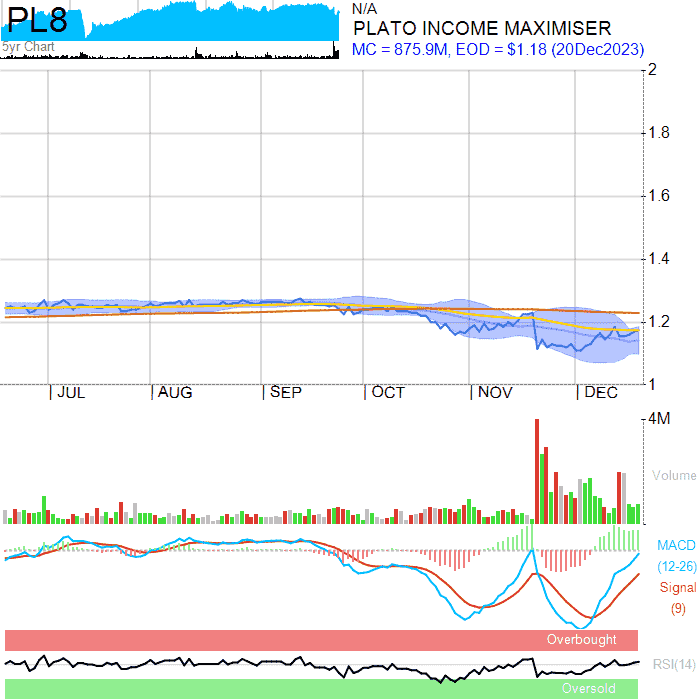 PL8
5yr Chart
N/A
PLATO INCOME MAXIMISER
MC = 875.9M, EOD = $1.18 (20Dec2023)
2
1.8
1.6
1.4
1.2
1
JUL AUG SEP OCT NOV DEC
4M
Volume
MACD
(12-26)
Signal
(9)
Overbought
RSI(14)
Oversold